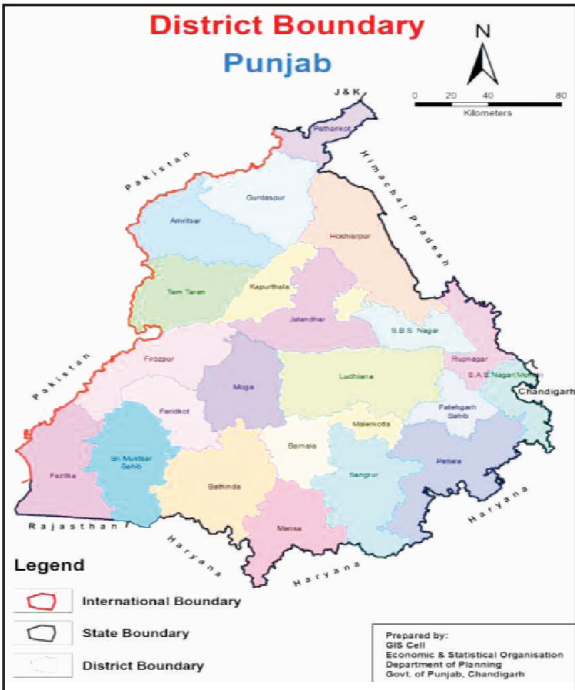 District Boundary
Punjab
N
J & K
0 20 40 80
Kilometers
Pathankot
Pakistan
Himachal Pradesh
Gurdaspur
Amritsar
Hoshiarpur
Tarn Taran
Kapurthala
Jalandhar
S.B.S. Nagar
Pakistan
Firozpur
Rupnagar
Moga
Ludhiana
S.A.S.Nagar(Mohali)
Chandigarh
Faridkot
Fatehgarh
Sahib
Malerkotla
Barnala
Sri Muktsar
Sahib
Patiala
Fazilka
Sangrur
Bathinda
Haryana
Rajasthan
Mansa
Haryana
Haryana
Legend
International Boundary
State Boundary
District Boundary
Prepared by:
GIS Cell
Economic & Statistical Organisation
Department of Planning
Govt. of Punjab, Chandigarh